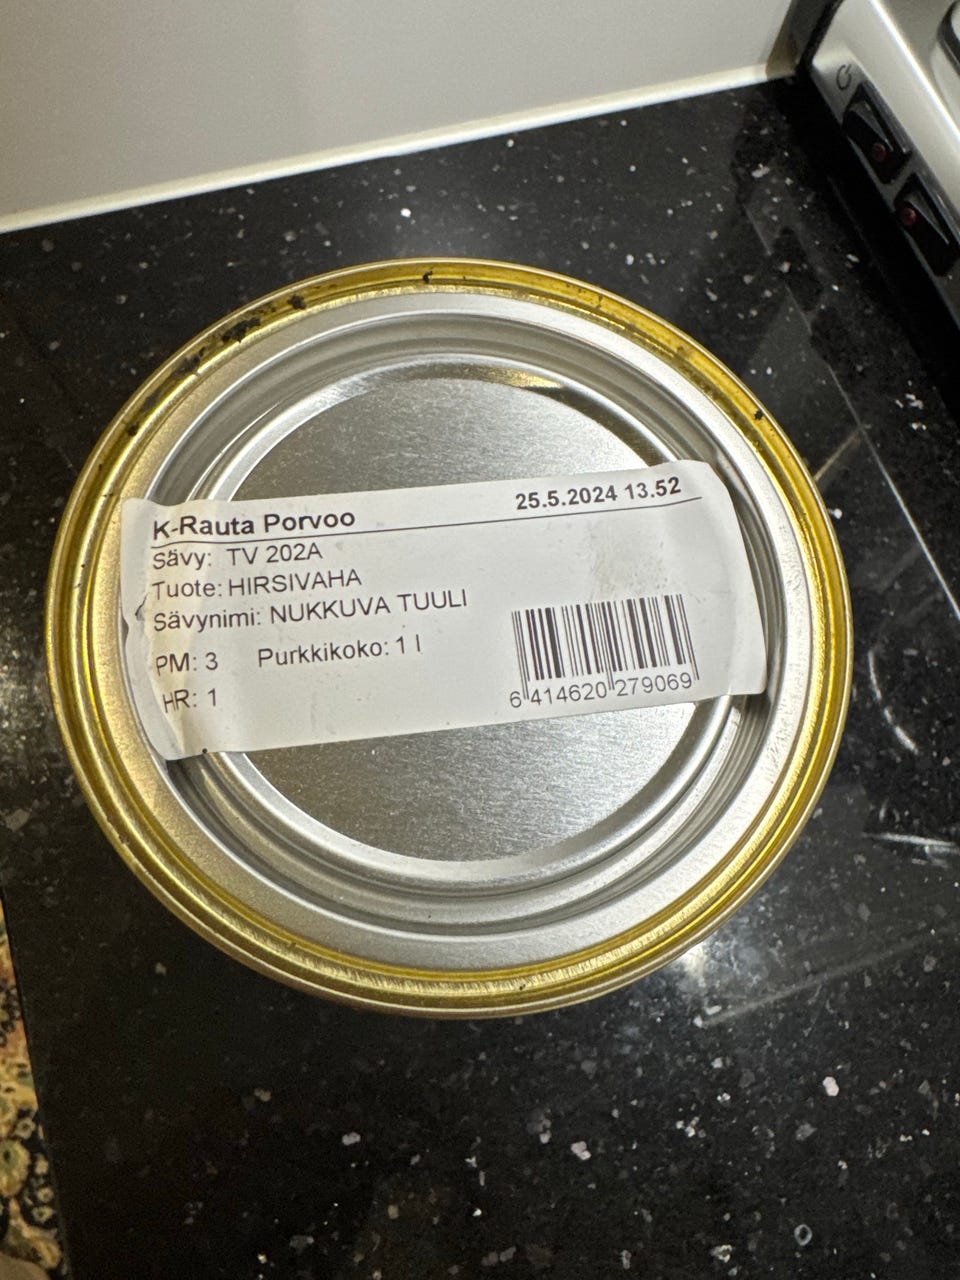 K-Rauta Porvoo 25.5.2024 13.52
Sävy: TV 202A
Tuote: HIRSIVAHA
Sävynimi: NUKKUVA TUULI
PM: 3 Purkkikoko: 1 l
HR: 1
6 414620 279069